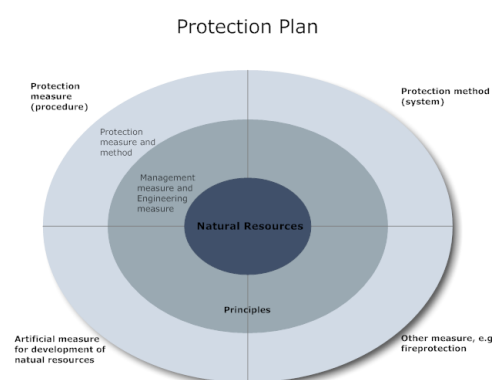 Protection Plan
Protection
measure
(procedure)
Protection method
(system)
Protection
measure and
method
Management
measure and
Engineering
measure
Natural Resources
Principles
Artificial measure
for development of
natual resources
Other measure, e.g
fireprotection